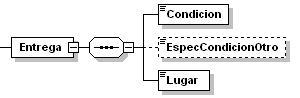 Condicion
Entrega
EspecCondicionOtro
Lugar